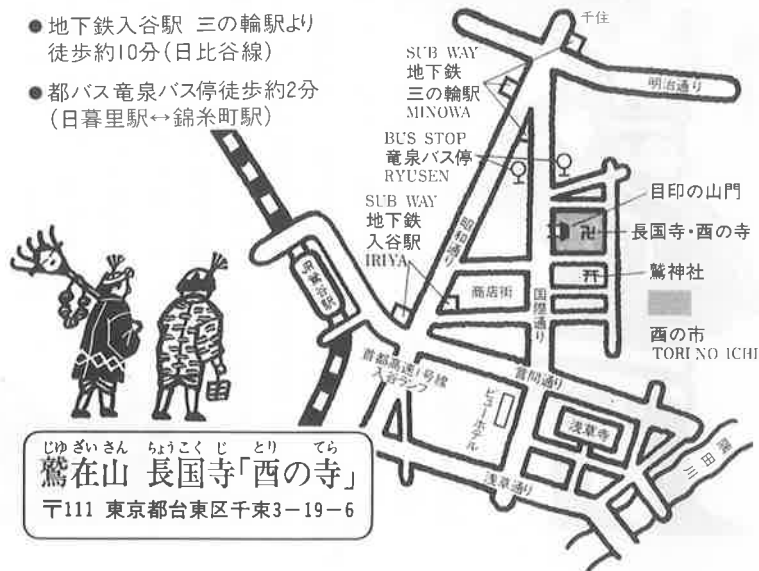 ● 地下鉄入谷駅 三の輪駅より
徒歩約10分(日比谷線)
● 都バス竜泉バス停徒歩約2分
(日暮里駅↔錦糸町駅)
千住
明治通り
SUB WAY
地下鉄
三の輪駅
MINOWA
BUS STOP
竜泉バス停
RYUSEN
SUB WAY
地下鉄
入谷駅
IRIYA
昭和通り
目印の山門
卍
長国寺・酉の寺
鷲神社
酉の市
TORI NO ICHI
JR鶯谷駅
商店街
国際通り
首都高速1号線
入谷ランプ
言問通り
ビューホテル
浅草寺
隅田川
浅草通り
じゆざいさん ちょうこくじ とり てら
鷲在山 長国寺「酉の寺」
〒111 東京都台東区千束3-19-6